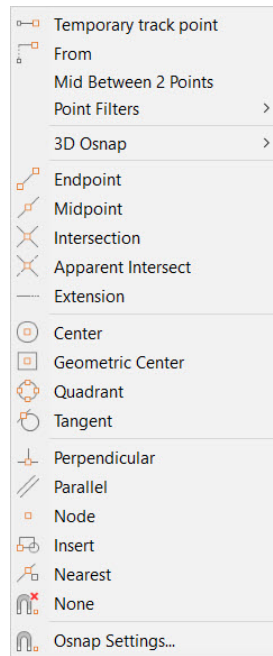 Temporary track point
From
Mid Between 2 Points
Point Filters
3D Osnap
Endpoint
Midpoint
Intersection
Apparent Intersect
Extension
Center
Geometric Center
Quadrant
Tangent
Perpendicular
Parallel
Node
Insert
Nearest
None
Osnap Settings...